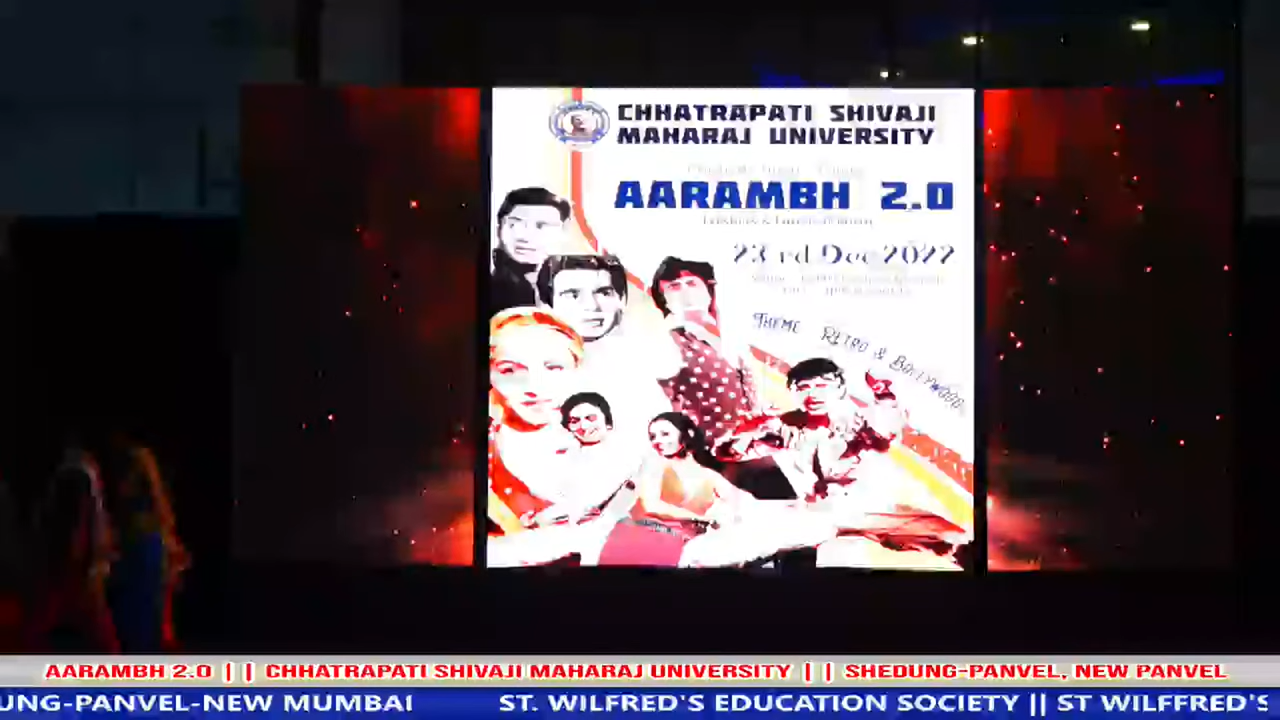 CHHATRAPATI SHIVAJI
MAHARAJ UNIVERSITY
AARAMBH 2.0
23 rd Dec 2022
THEME RETRO & BOLLYWOOD
AARAMBH 2.0 || CHHATRAPATI SHIVAJI MAHARAJ UNIVERSITY || SHEDUNG-PANVEL, NEW PANVEL
UNG-PANVEL-NEW MUMBAI ST. WILFRED'S EDUCATION SOCIETY || ST WILFFRED'S